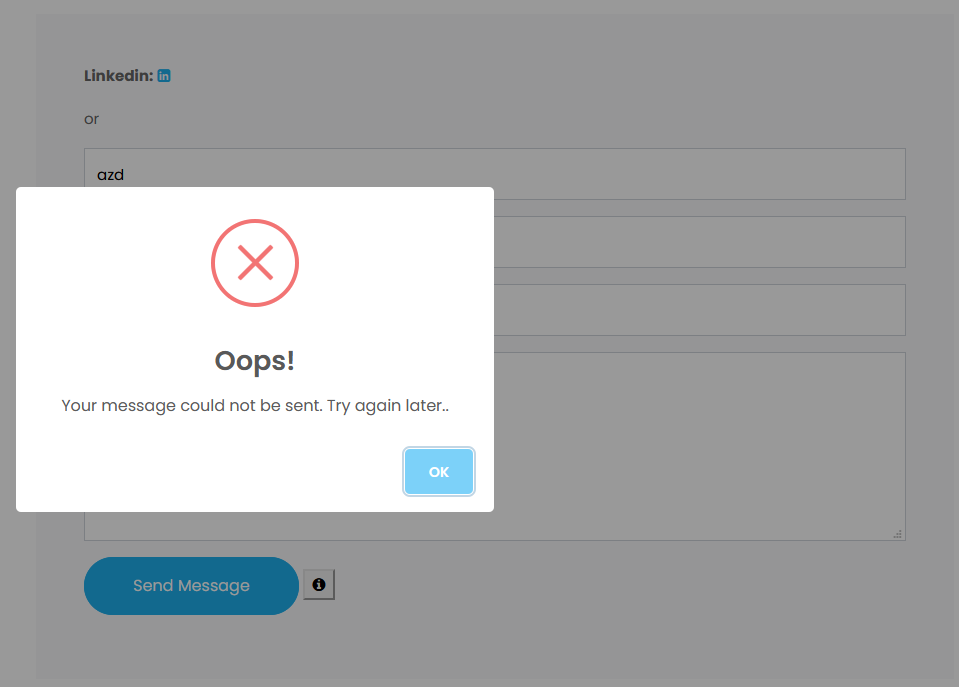 Linkedin:
or
azd
Oops!
Your message could not be sent. Try again later..
OK
Send Message